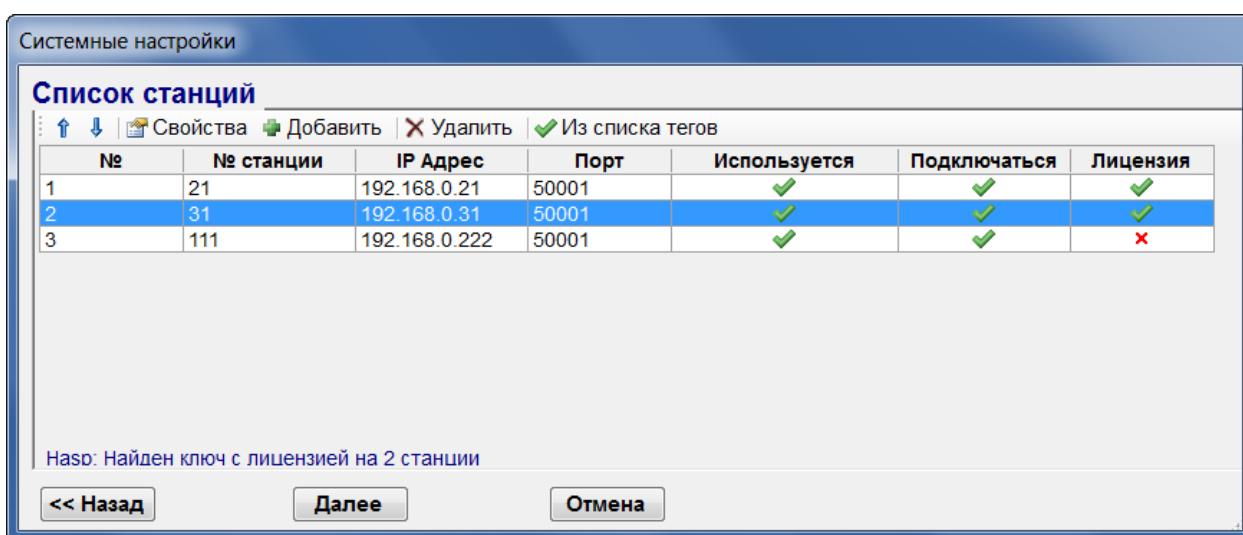 Системные настройки
Список станций
Свойства Добавить Удалить Из списка тегов
№ № станции IP Адрес Порт Используется Подключаться Лицензия
1 21 192.168.0.21 50001
2 31 192.168.0.31 50001
3 111 192.168.0.222 50001
Hasp: Найден ключ с лицензией на 2 станции
<< Назад Далее Отмена